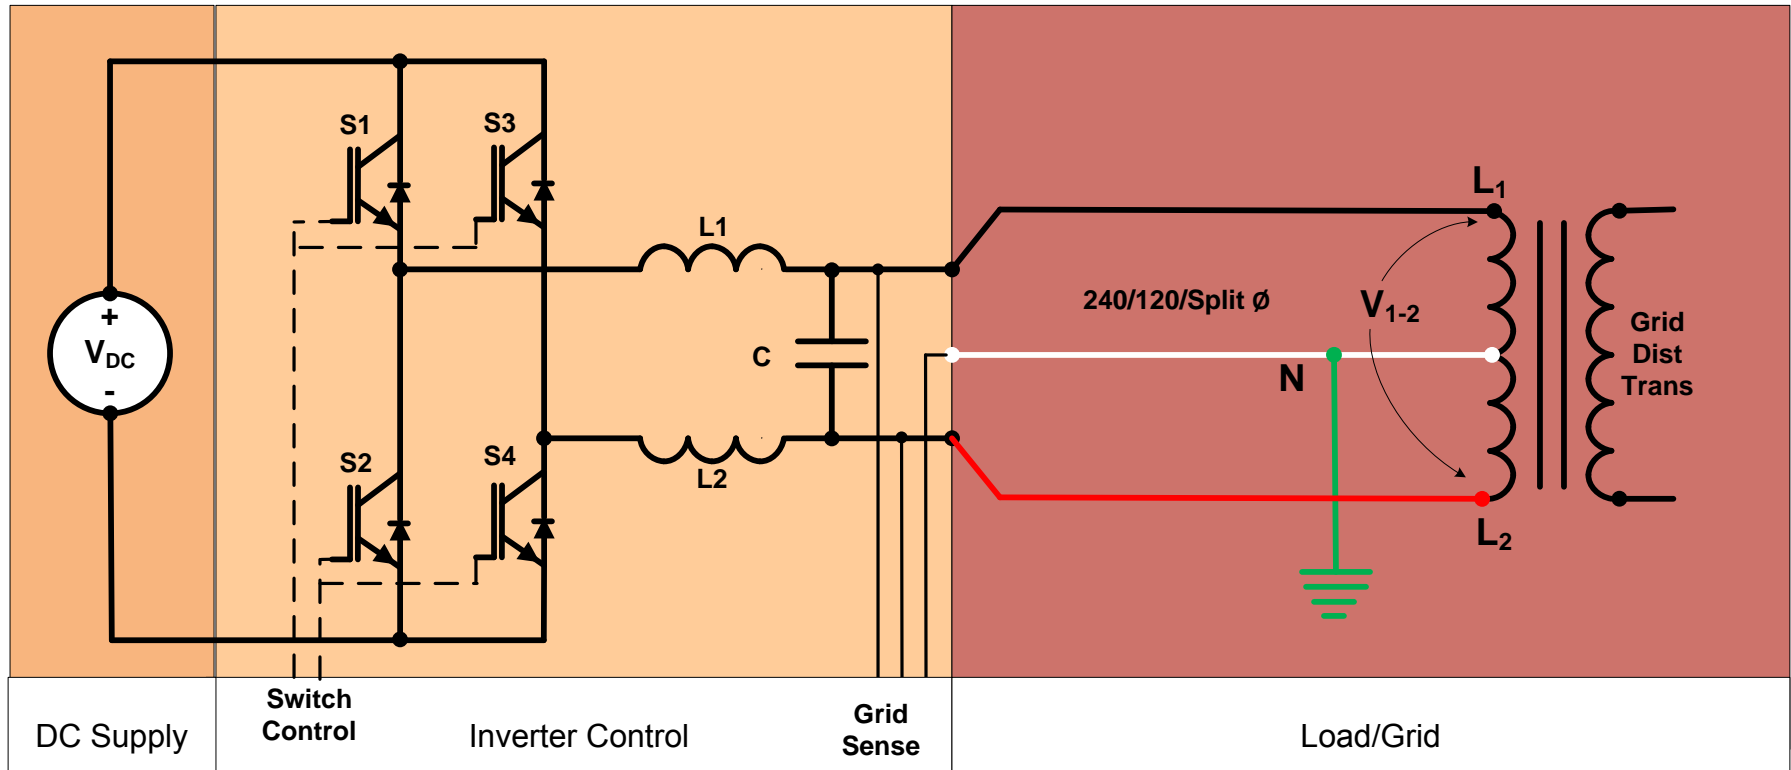 S1
S3
L1
L1
+
VDC
-
240/120/Split Ø
V1-2
C
N
Grid
Dist
Trans
S2
S4
L2
L2
Switch
Control
Grid
Sense
DC Supply
Inverter Control
Load/Grid